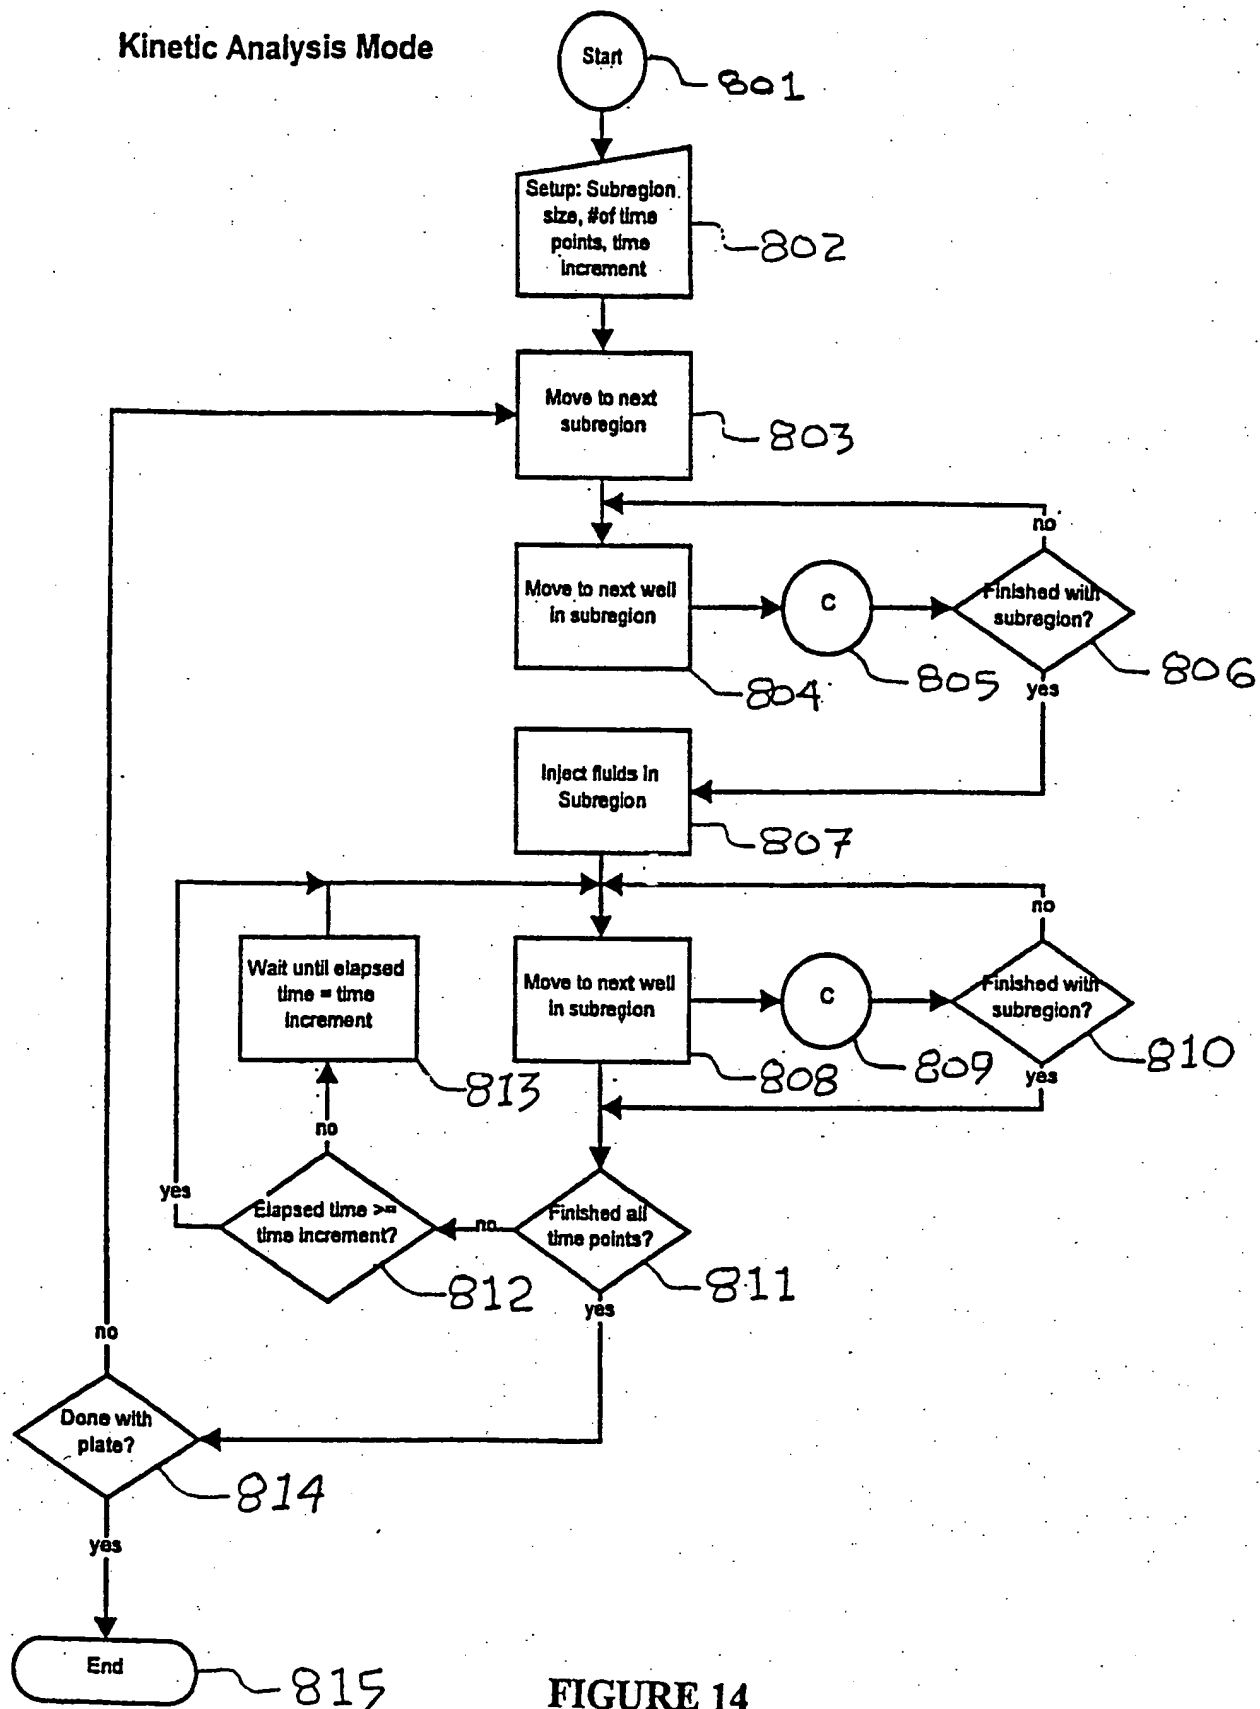 Kinetic Analysis Mode
Start
801
Setup: Subregion
size, #of time
points, time
increment
802
Move to next
subregion
803
no
Move to next well
in subregion
804
C
805
Finished with
subregion?
806
yes
Inject fluids in
Subregion
807
no
Wait until elapsed
time = time
increment
813
Move to next well
in subregion
808
C
809
Finished with
subregion?
810
yes
no
yes
Elapsed time >=
time increment?
812
no
Finished all
time points?
811
yes
no
Done with
plate?
814
yes
End
815
FIGURE 14